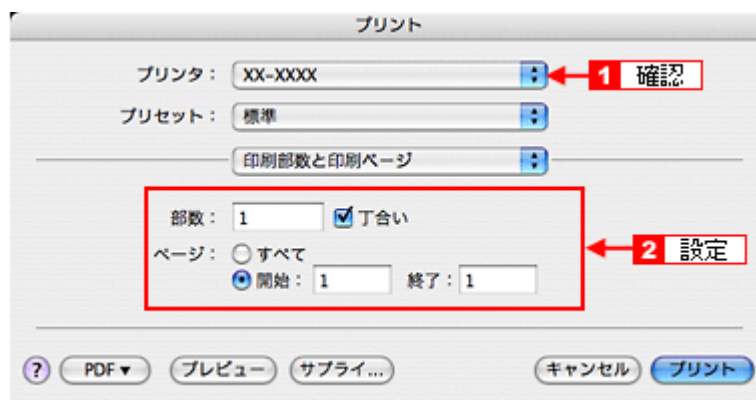 プリント
プリンタ： XX-XXXX 1 確認
プリセット： 標準
印刷部数と印刷ページ
部数： 1 丁合い
ページ： すべて
開始： 1 終了： 1 2 設定
? PDF▼ プレビュー サプライ... キャンセル プリント